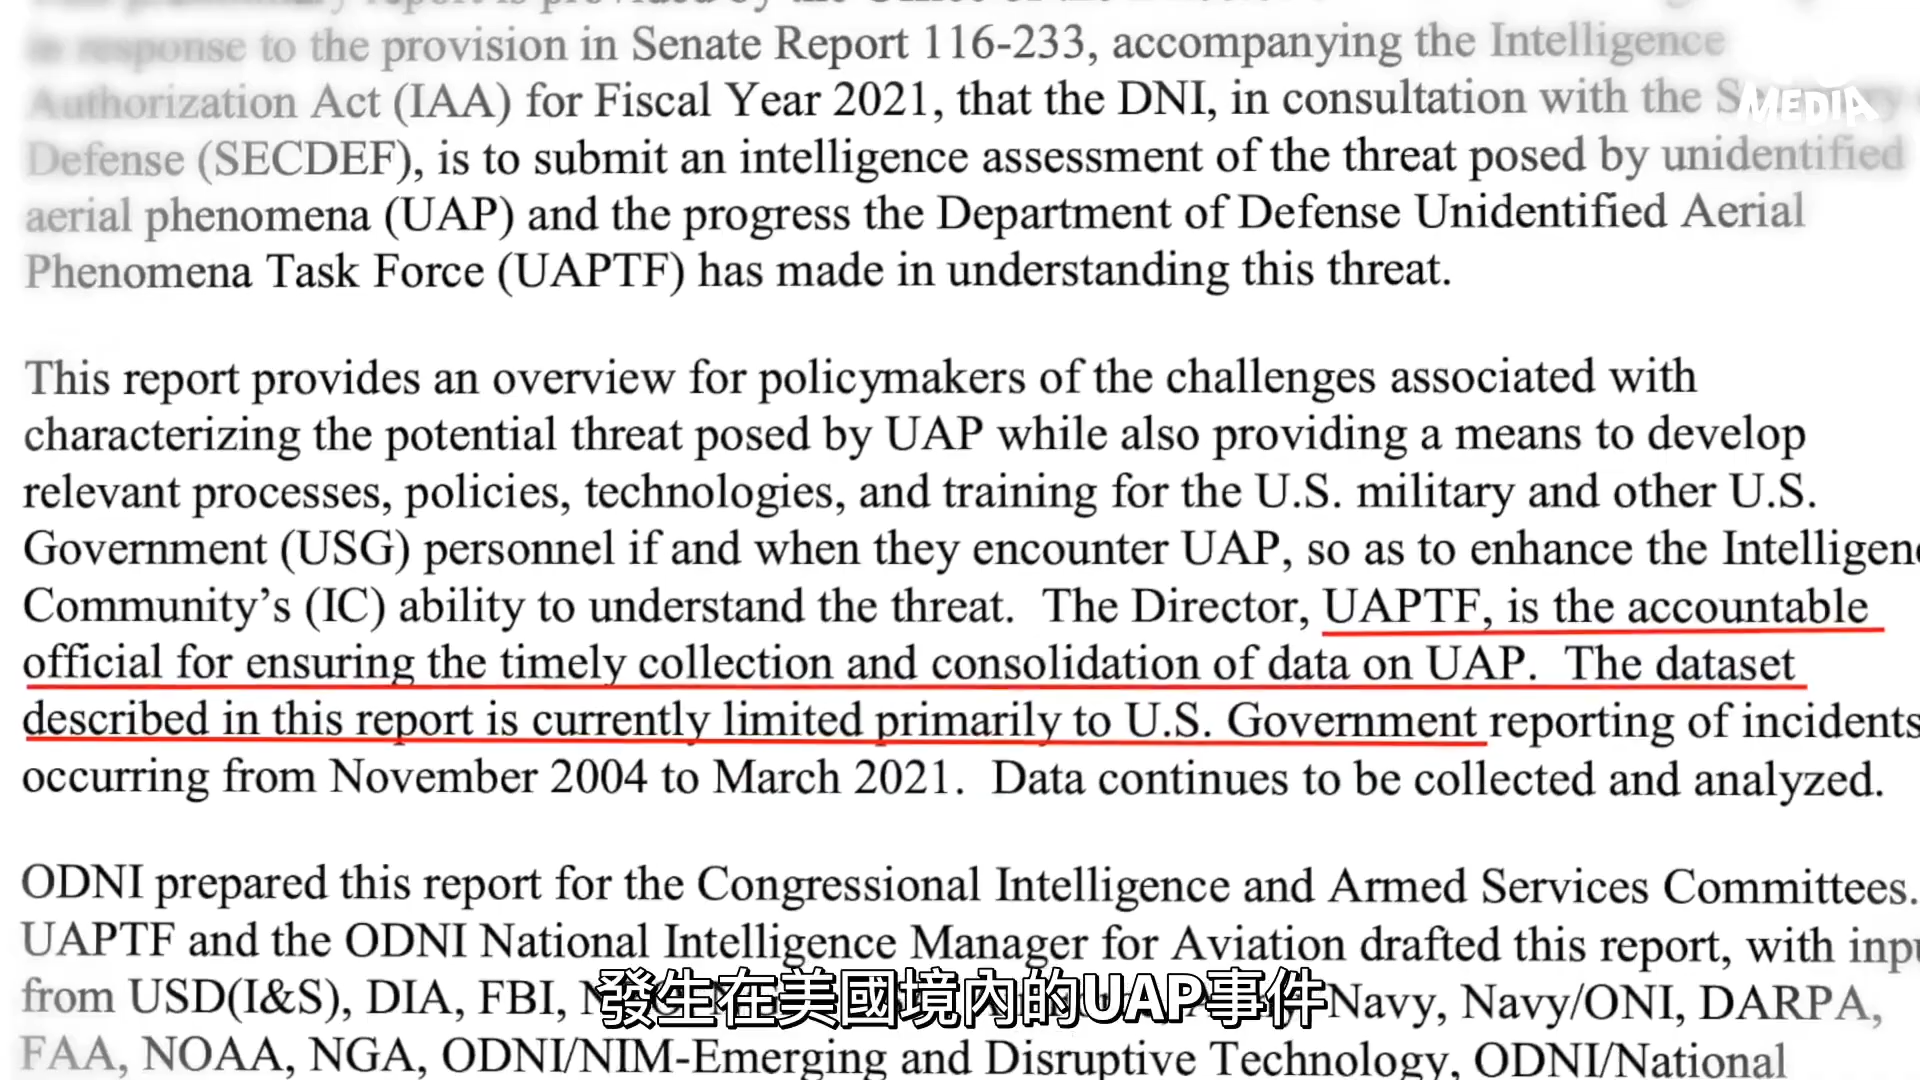 response to the provision in Senate Report 116-233, accompanying the Intelligence
Authorization Act (IAA) for Fiscal Year 2021, that the DNI, in consultation with the
MEDIA
Defense (SECDEF), is to submit an intelligence assessment of the threat posed by unidentified
aerial phenomena (UAP) and the progress the Department of Defense Unidentified Aerial
Phenomena Task Force (UAPTF) has made in understanding this threat.
This report provides an overview for policymakers of the challenges associated with
characterizing the potential threat posed by UAP while also providing a means to develop
relevant processes, policies, technologies, and training for the U.S. military and other U.S.
Government (USG) personnel if and when they encounter UAP, so as to enhance the Intelligen
Community’s (IC) ability to understand the threat. The Director, UAPTF, is the accountable
official for ensuring the timely collection and consolidation of data on UAP. The dataset
described in this report is currently limited primarily to U.S. Government reporting of incidents
occurring from November 2004 to March 2021. Data continues to be collected and analyzed.
ODNI prepared this report for the Congressional Intelligence and Armed Services Committees.
UAPTF and the ODNI National Intelligence Manager for Aviation drafted this report, with inpu
from USD(I&S), DIA, FBI, Navy, Navy/ONI, DARPA,
發生在美國境內的UAP事件
FAA, NOAA, NGA, ODNI/NIM-Emerging and Disruptive Technology, ODNI/National